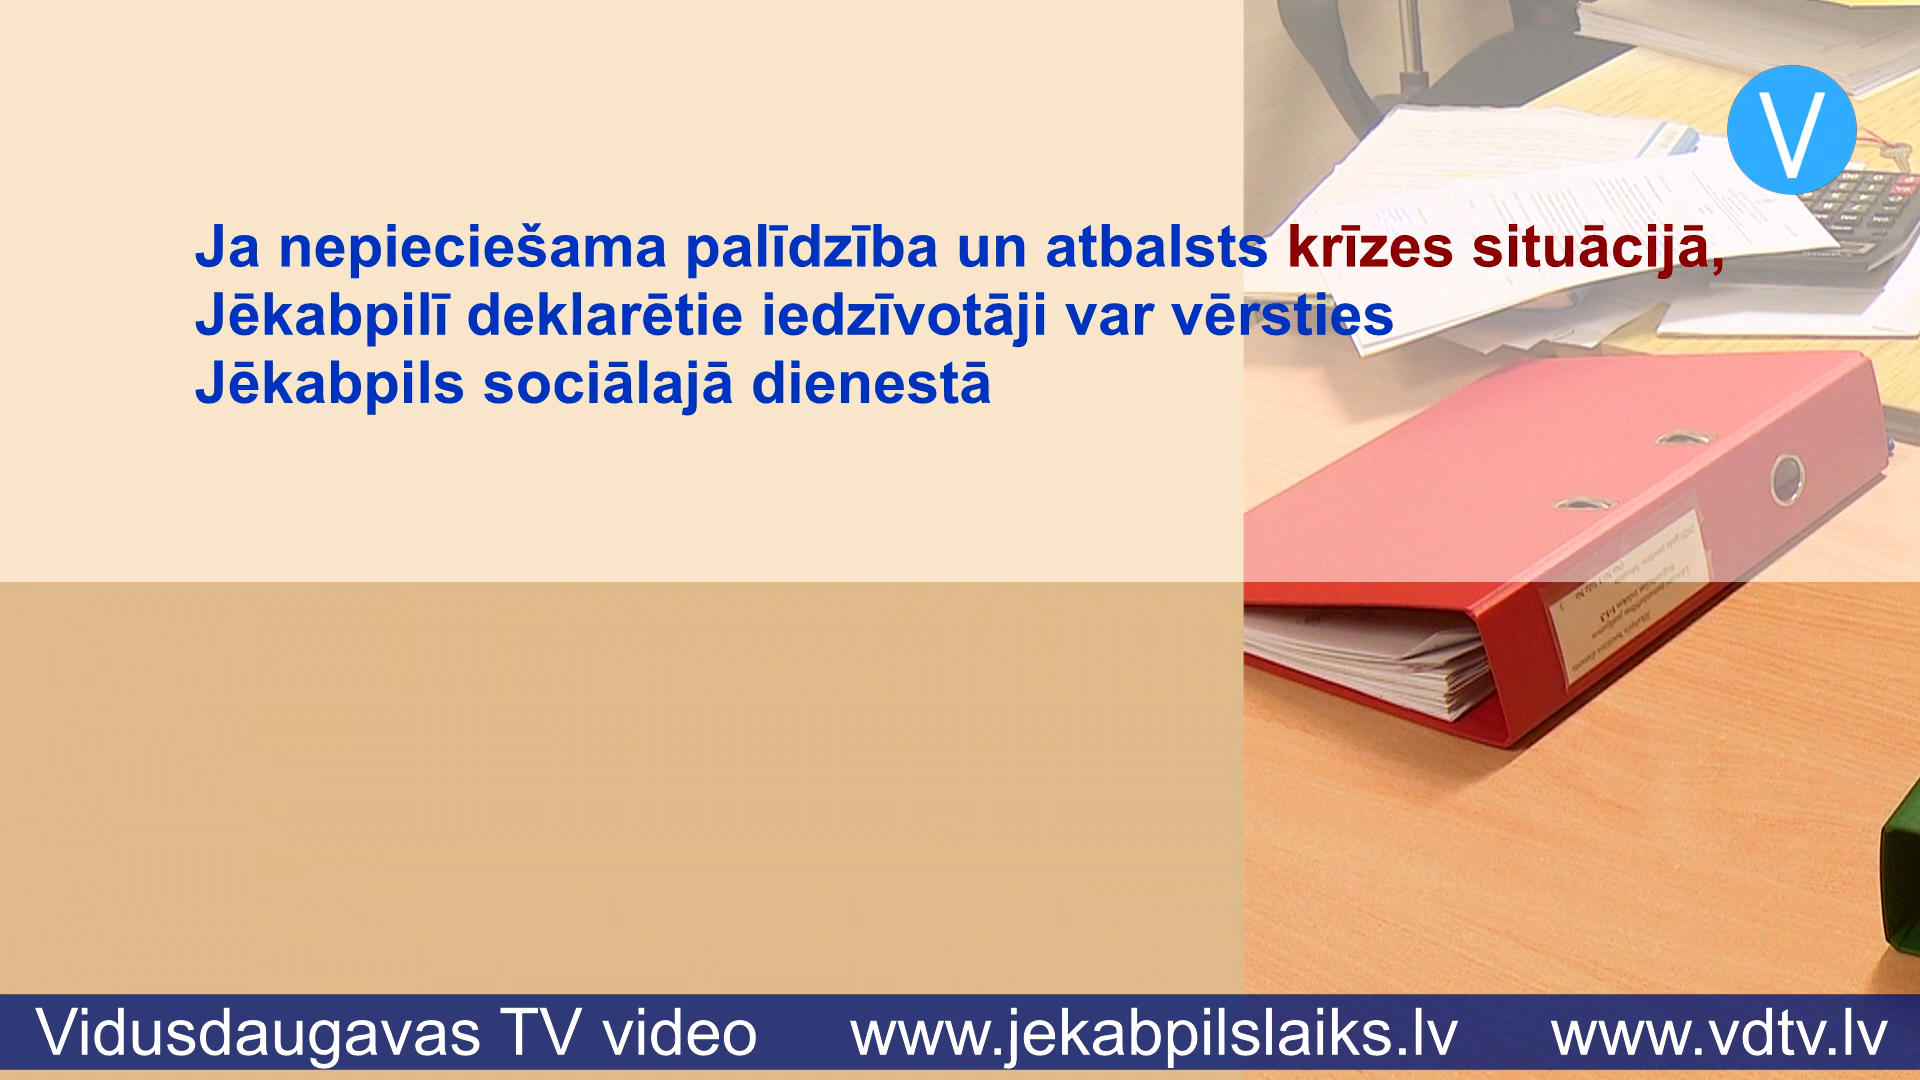 V
Ja nepieciešama palīdzība un atbalsts krīzes situācijā,
Jēkabpilī deklarētie iedzīvotāji var vērsties
Jēkabpils sociālajā dienestā
Vidusdaugavas TV video www.jekabpilslaiks.lv www.vdtv.lv